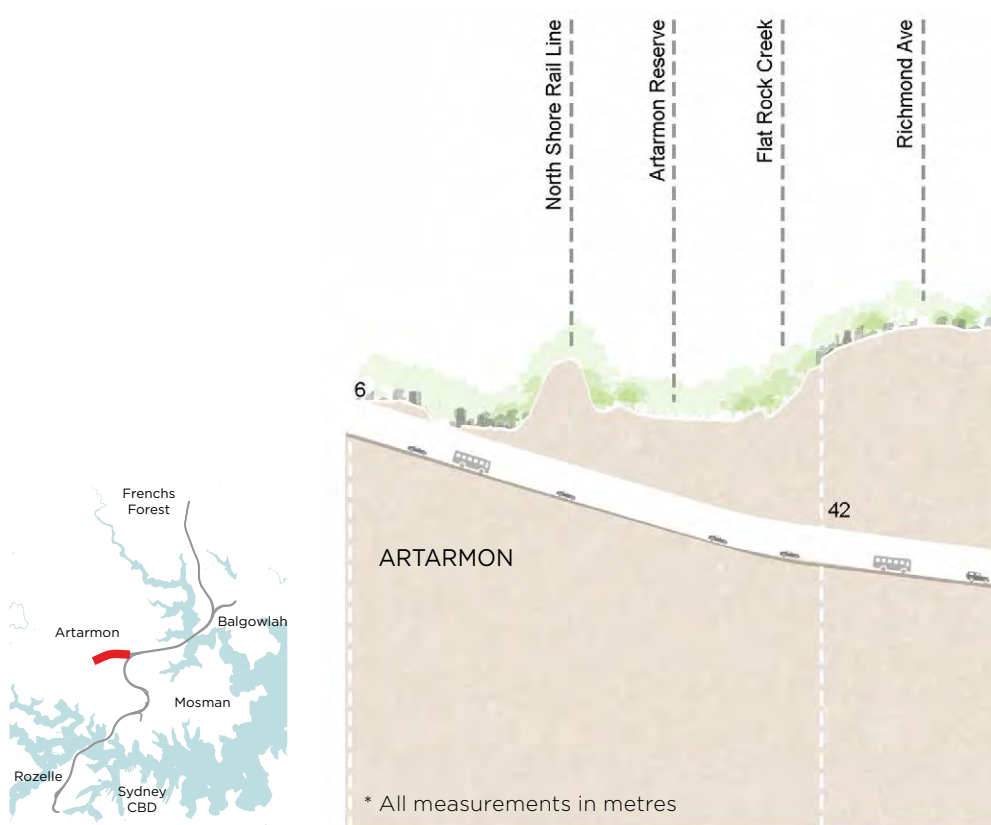 North Shore Rail Line
Artarmon Reserve
Flat Rock Creek
Richmond Ave
6
42
ARTARMON
Frenchs
Forest
Balgowlah
Artarmon
Mosman
Rozelle
Sydney
CBD
* All measurements in metres